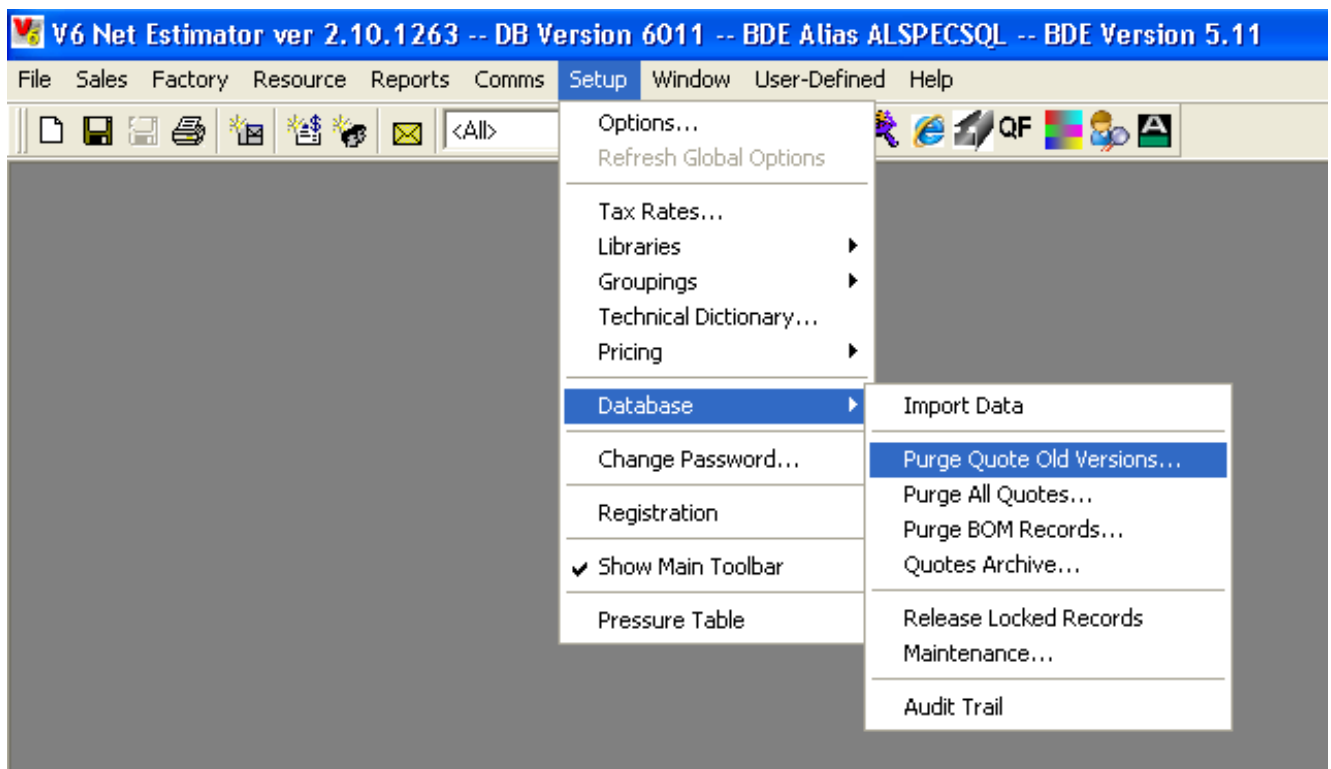 V6 Net Estimator ver 2.10.1263 -- DB Version 6011 -- BDE Alias ALSPECSQL -- BDE Version 5.11
File Sales Factory Resource Reports Comms Setup Window User-Defined Help
<All>
QF
Options...
Refresh Global Options
Tax Rates...
Libraries
Groupings
Technical Dictionary...
Pricing
Database
Change Password...
Registration
Show Main Toolbar
Pressure Table
Import Data
Purge Quote Old Versions...
Purge All Quotes...
Purge BOM Records...
Quotes Archive...
Release Locked Records
Maintenance...
Audit Trail